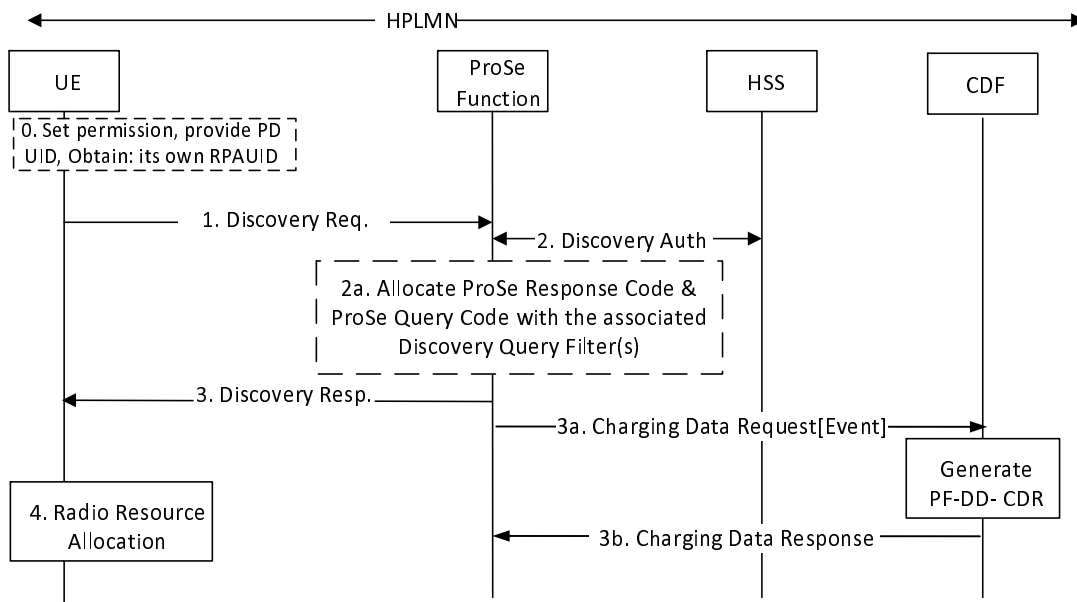 HPLMN
UE
ProSe
Function
HSS
CDF
0. Set permission, provide PD
UID, Obtain: its own RPAUID
1. Discovery Req.
2. Discovery Auth
2a. Allocate ProSe Response Code &
ProSe Query Code with the associated
Discovery Query Filter(s)
3. Discovery Resp.
3a. Charging Data Request[Event]
Generate
PF-DD- CDR
4. Radio Resource
Allocation
3b. Charging Data Response